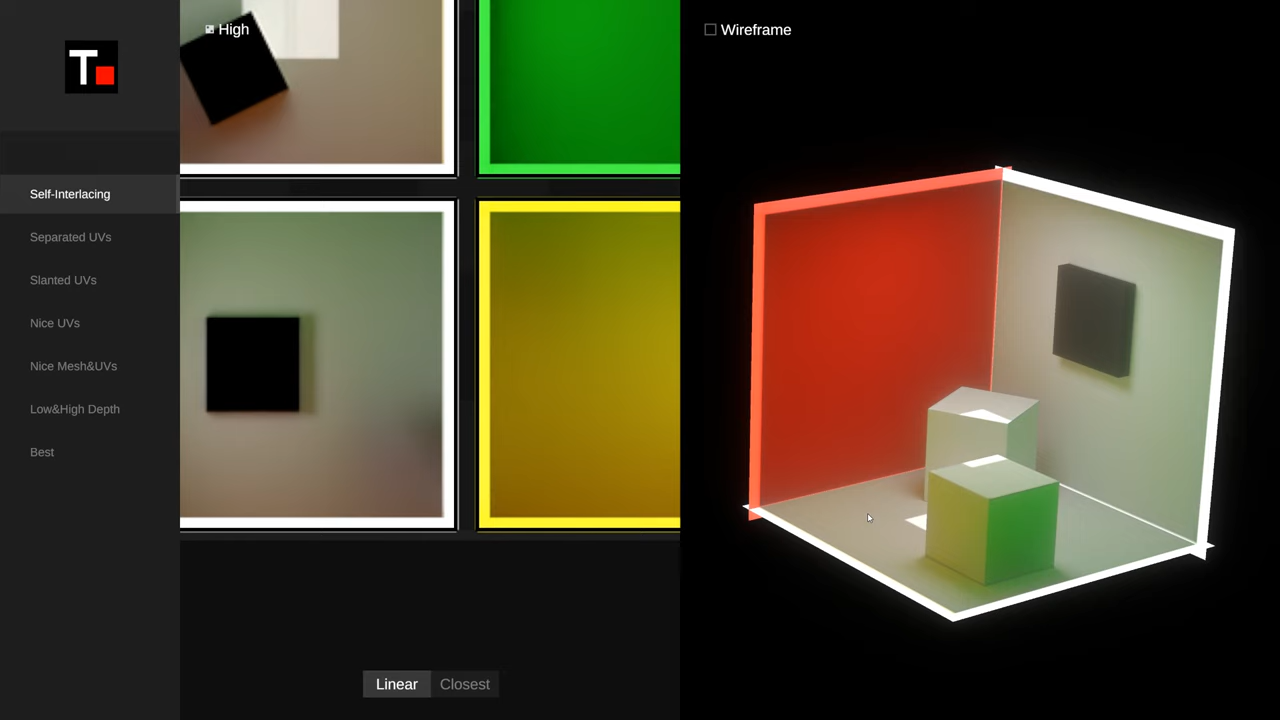 T.
High
Wireframe
Self-Interlacing
Separated UVs
Slanted UVs
Nice UVs
Nice Mesh&UVs
Low&High Depth
Best
Linear
Closest